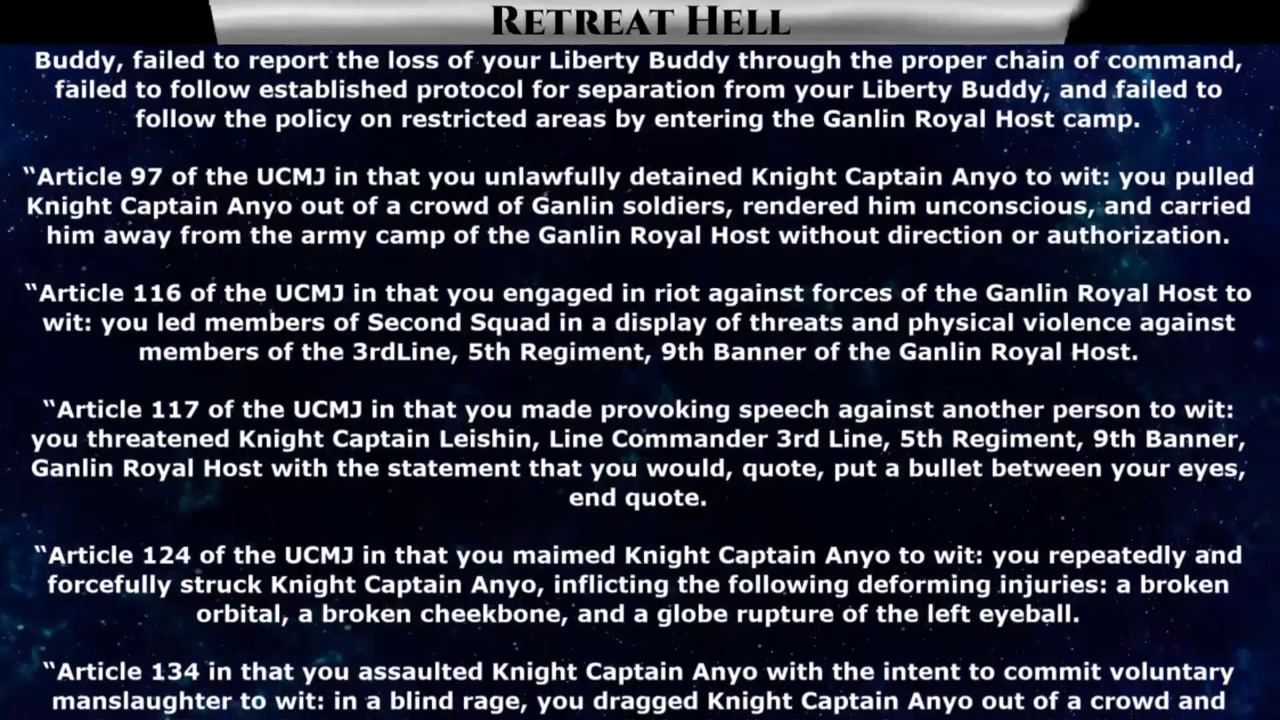 RETREAT HELL
Buddy, failed to report the loss of your Liberty Buddy through the proper chain of command,
failed to follow established protocol for separation from your Liberty Buddy, and failed to
follow the policy on restricted areas by entering the Ganlin Royal Host camp.
“Article 97 of the UCMJ in that you unlawfully detained Knight Captain Anyo to wit: you pulled
Knight Captain Anyo out of a crowd of Ganlin soldiers, rendered him unconscious, and carried
him away from the army camp of the Ganlin Royal Host without direction or authorization.
“Article 116 of the UCMJ in that you engaged in riot against forces of the Ganlin Royal Host to
wit: you led members of Second Squad in a display of threats and physical violence against
members of the 3rdLine, 5th Regiment, 9th Banner of the Ganlin Royal Host.
“Article 117 of the UCMJ in that you made provoking speech against another person to wit:
you threatened Knight Captain Leishin, Line Commander 3rd Line, 5th Regiment, 9th Banner,
Ganlin Royal Host with the statement that you would, quote, put a bullet between your eyes,
end quote.
“Article 124 of the UCMJ in that you maimed Knight Captain Anyo to wit: you repeatedly and
forcefully struck Knight Captain Anyo, inflicting the following deforming injuries: a broken
orbital, a broken cheekbone, and a globe rupture of the left eyeball.
“Article 134 in that you assaulted Knight Captain Anyo with the intent to commit voluntary
manslaughter to wit: in a blind rage, you dragged Knight Captain Anyo out of a crowd and